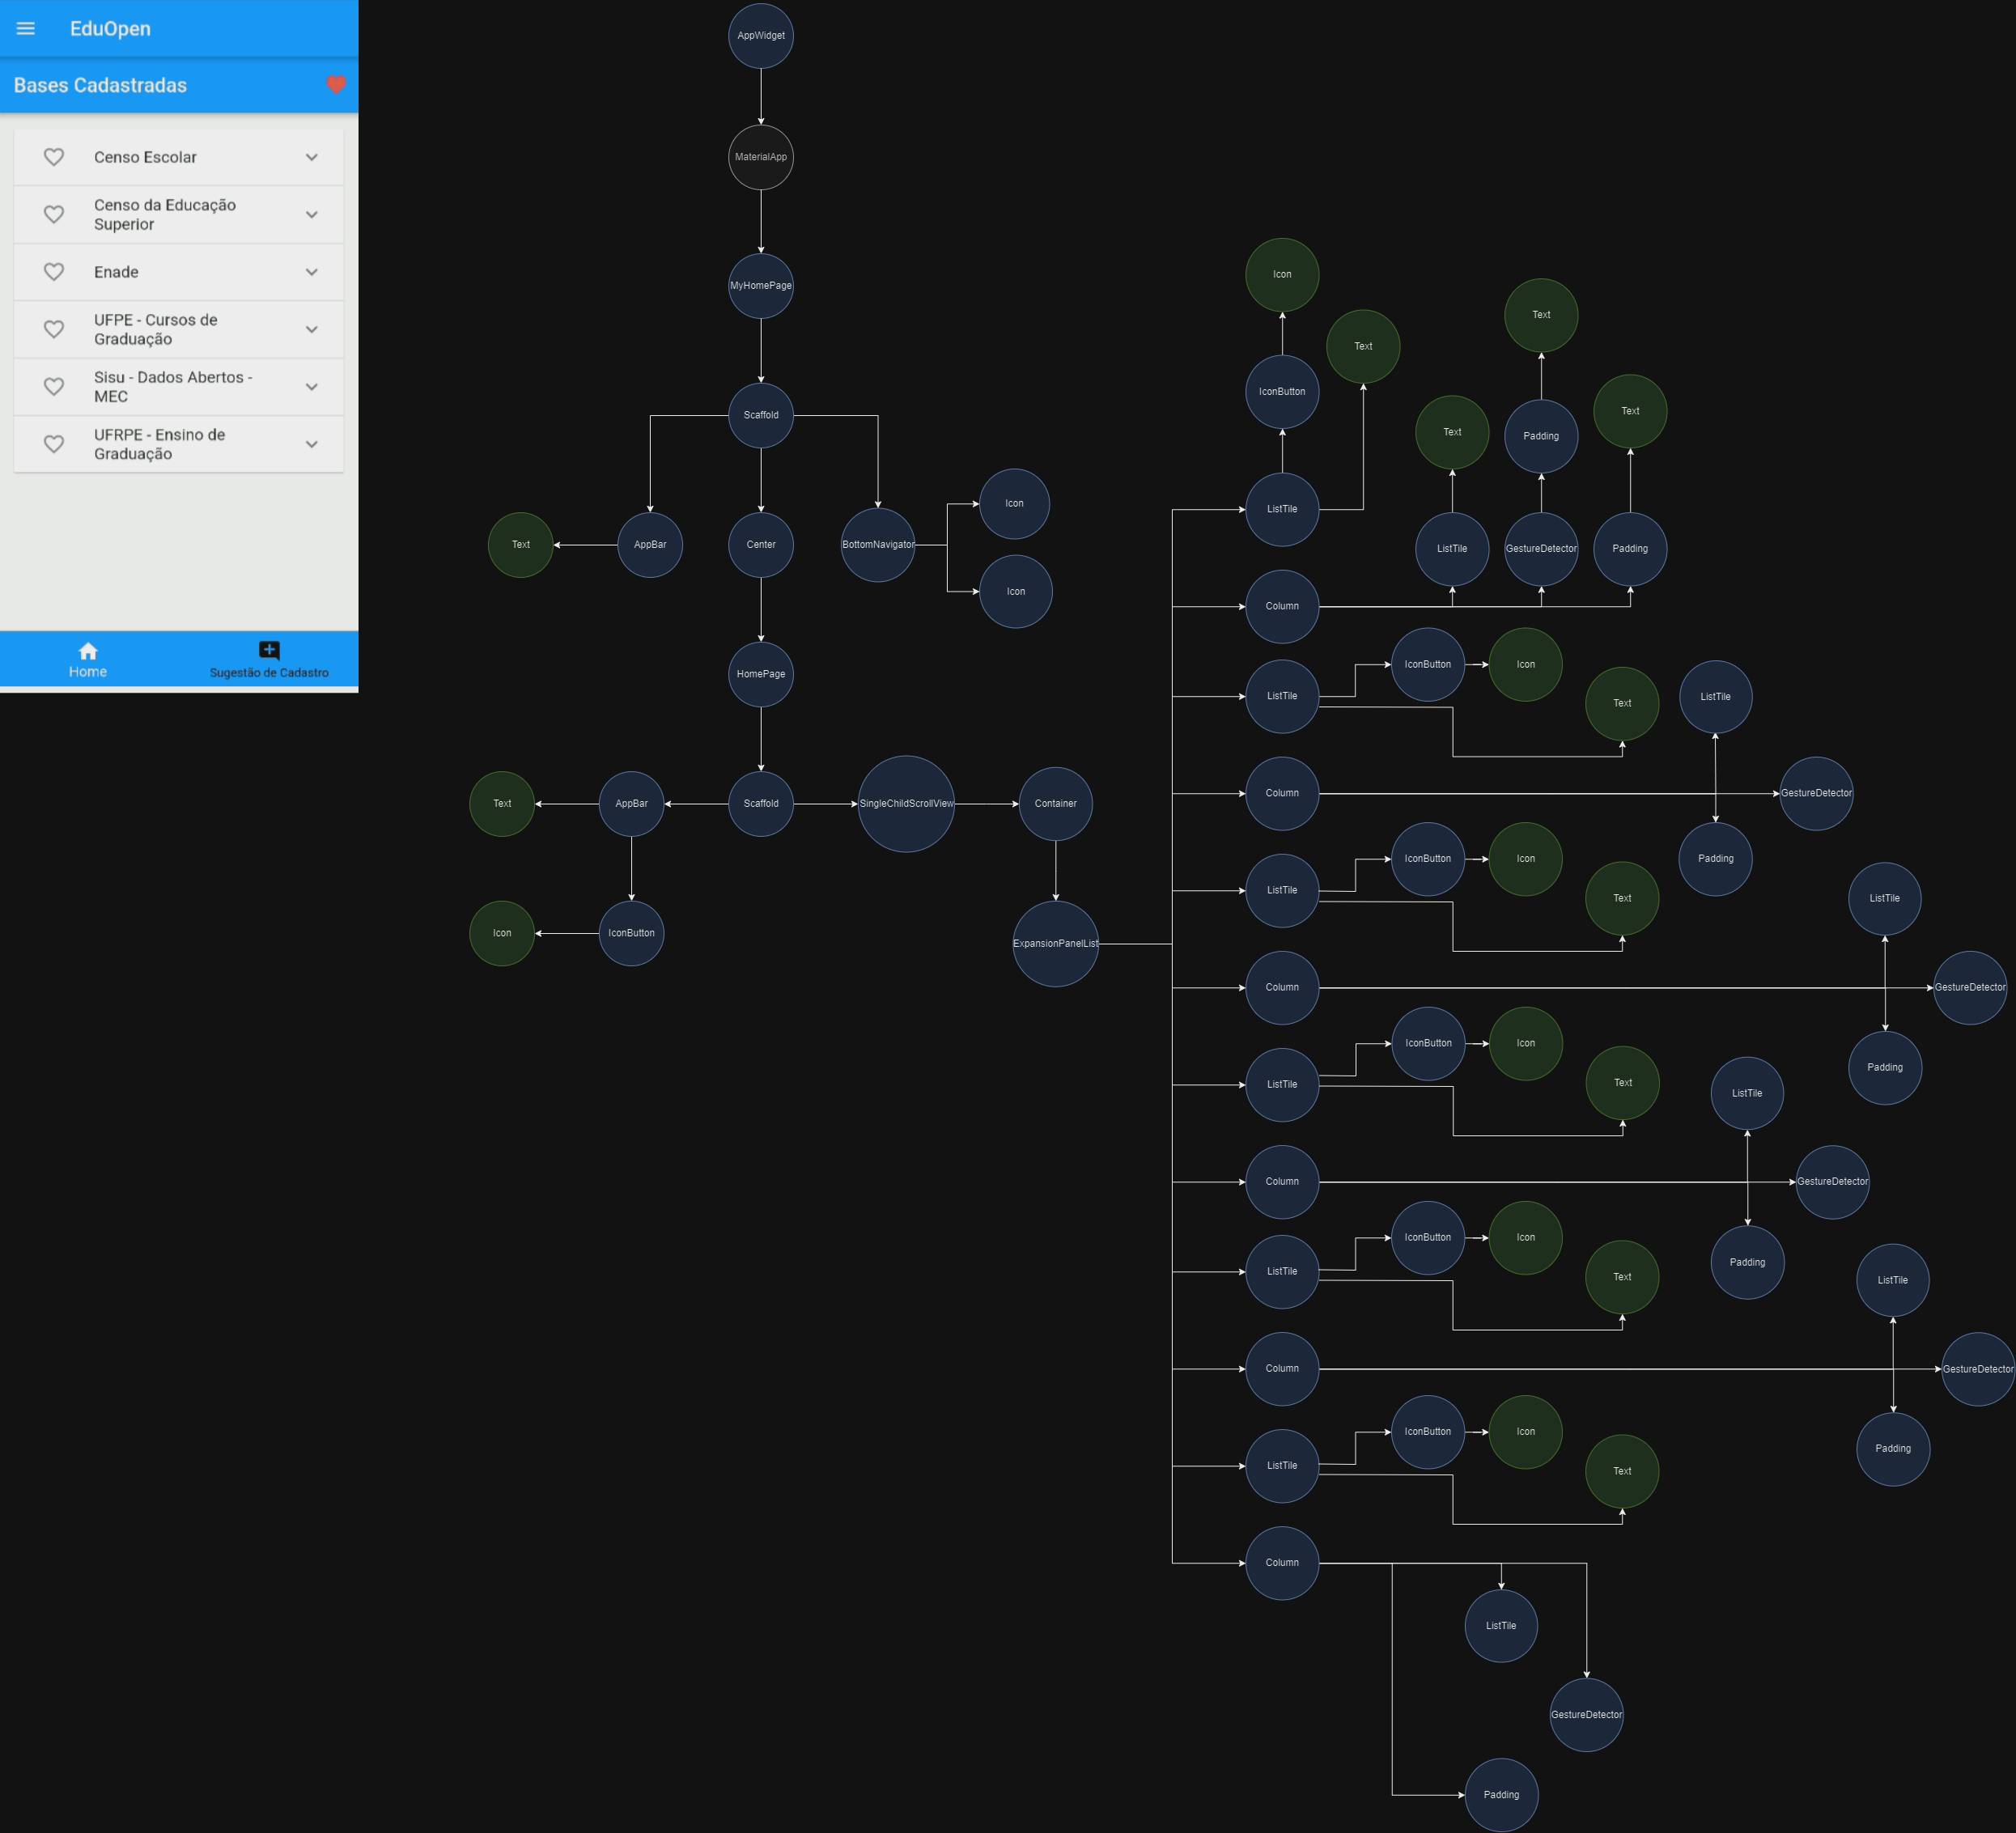 EduOpen
Bases Cadastradas
Censo Escolar
Censo da Educação
Superior
Enade
UFPE - Cursos de
Graduação
Sisu - Dados Abertos -
MEC
UFRPE - Ensino de
Graduação
Home
Sugestão de Cadastro
AppWidget
MaterialApp
MyHomePage
Scaffold
Text
AppBar
Center
BottomNavigator
Icon
Icon
HomePage
Text
AppBar
Scaffold
SingleChildScrollView
Container
Icon
IconButton
ExpansionPanelList
Icon
IconButton
Text
ListTile
Text
Text
Padding
Text
ListTile
GestureDetector
Padding
Column
ListTile
IconButton
Icon
Text
Column
ListTile
GestureDetector
Padding
ListTile
IconButton
Icon
Text
Column
ListTile
GestureDetector
Padding
ListTile
IconButton
Icon
Text
Column
ListTile
GestureDetector
Padding
ListTile
IconButton
Icon
Text
Column
ListTile
GestureDetector
Padding
ListTile
IconButton
Icon
Text
Column
ListTile
GestureDetector
Padding